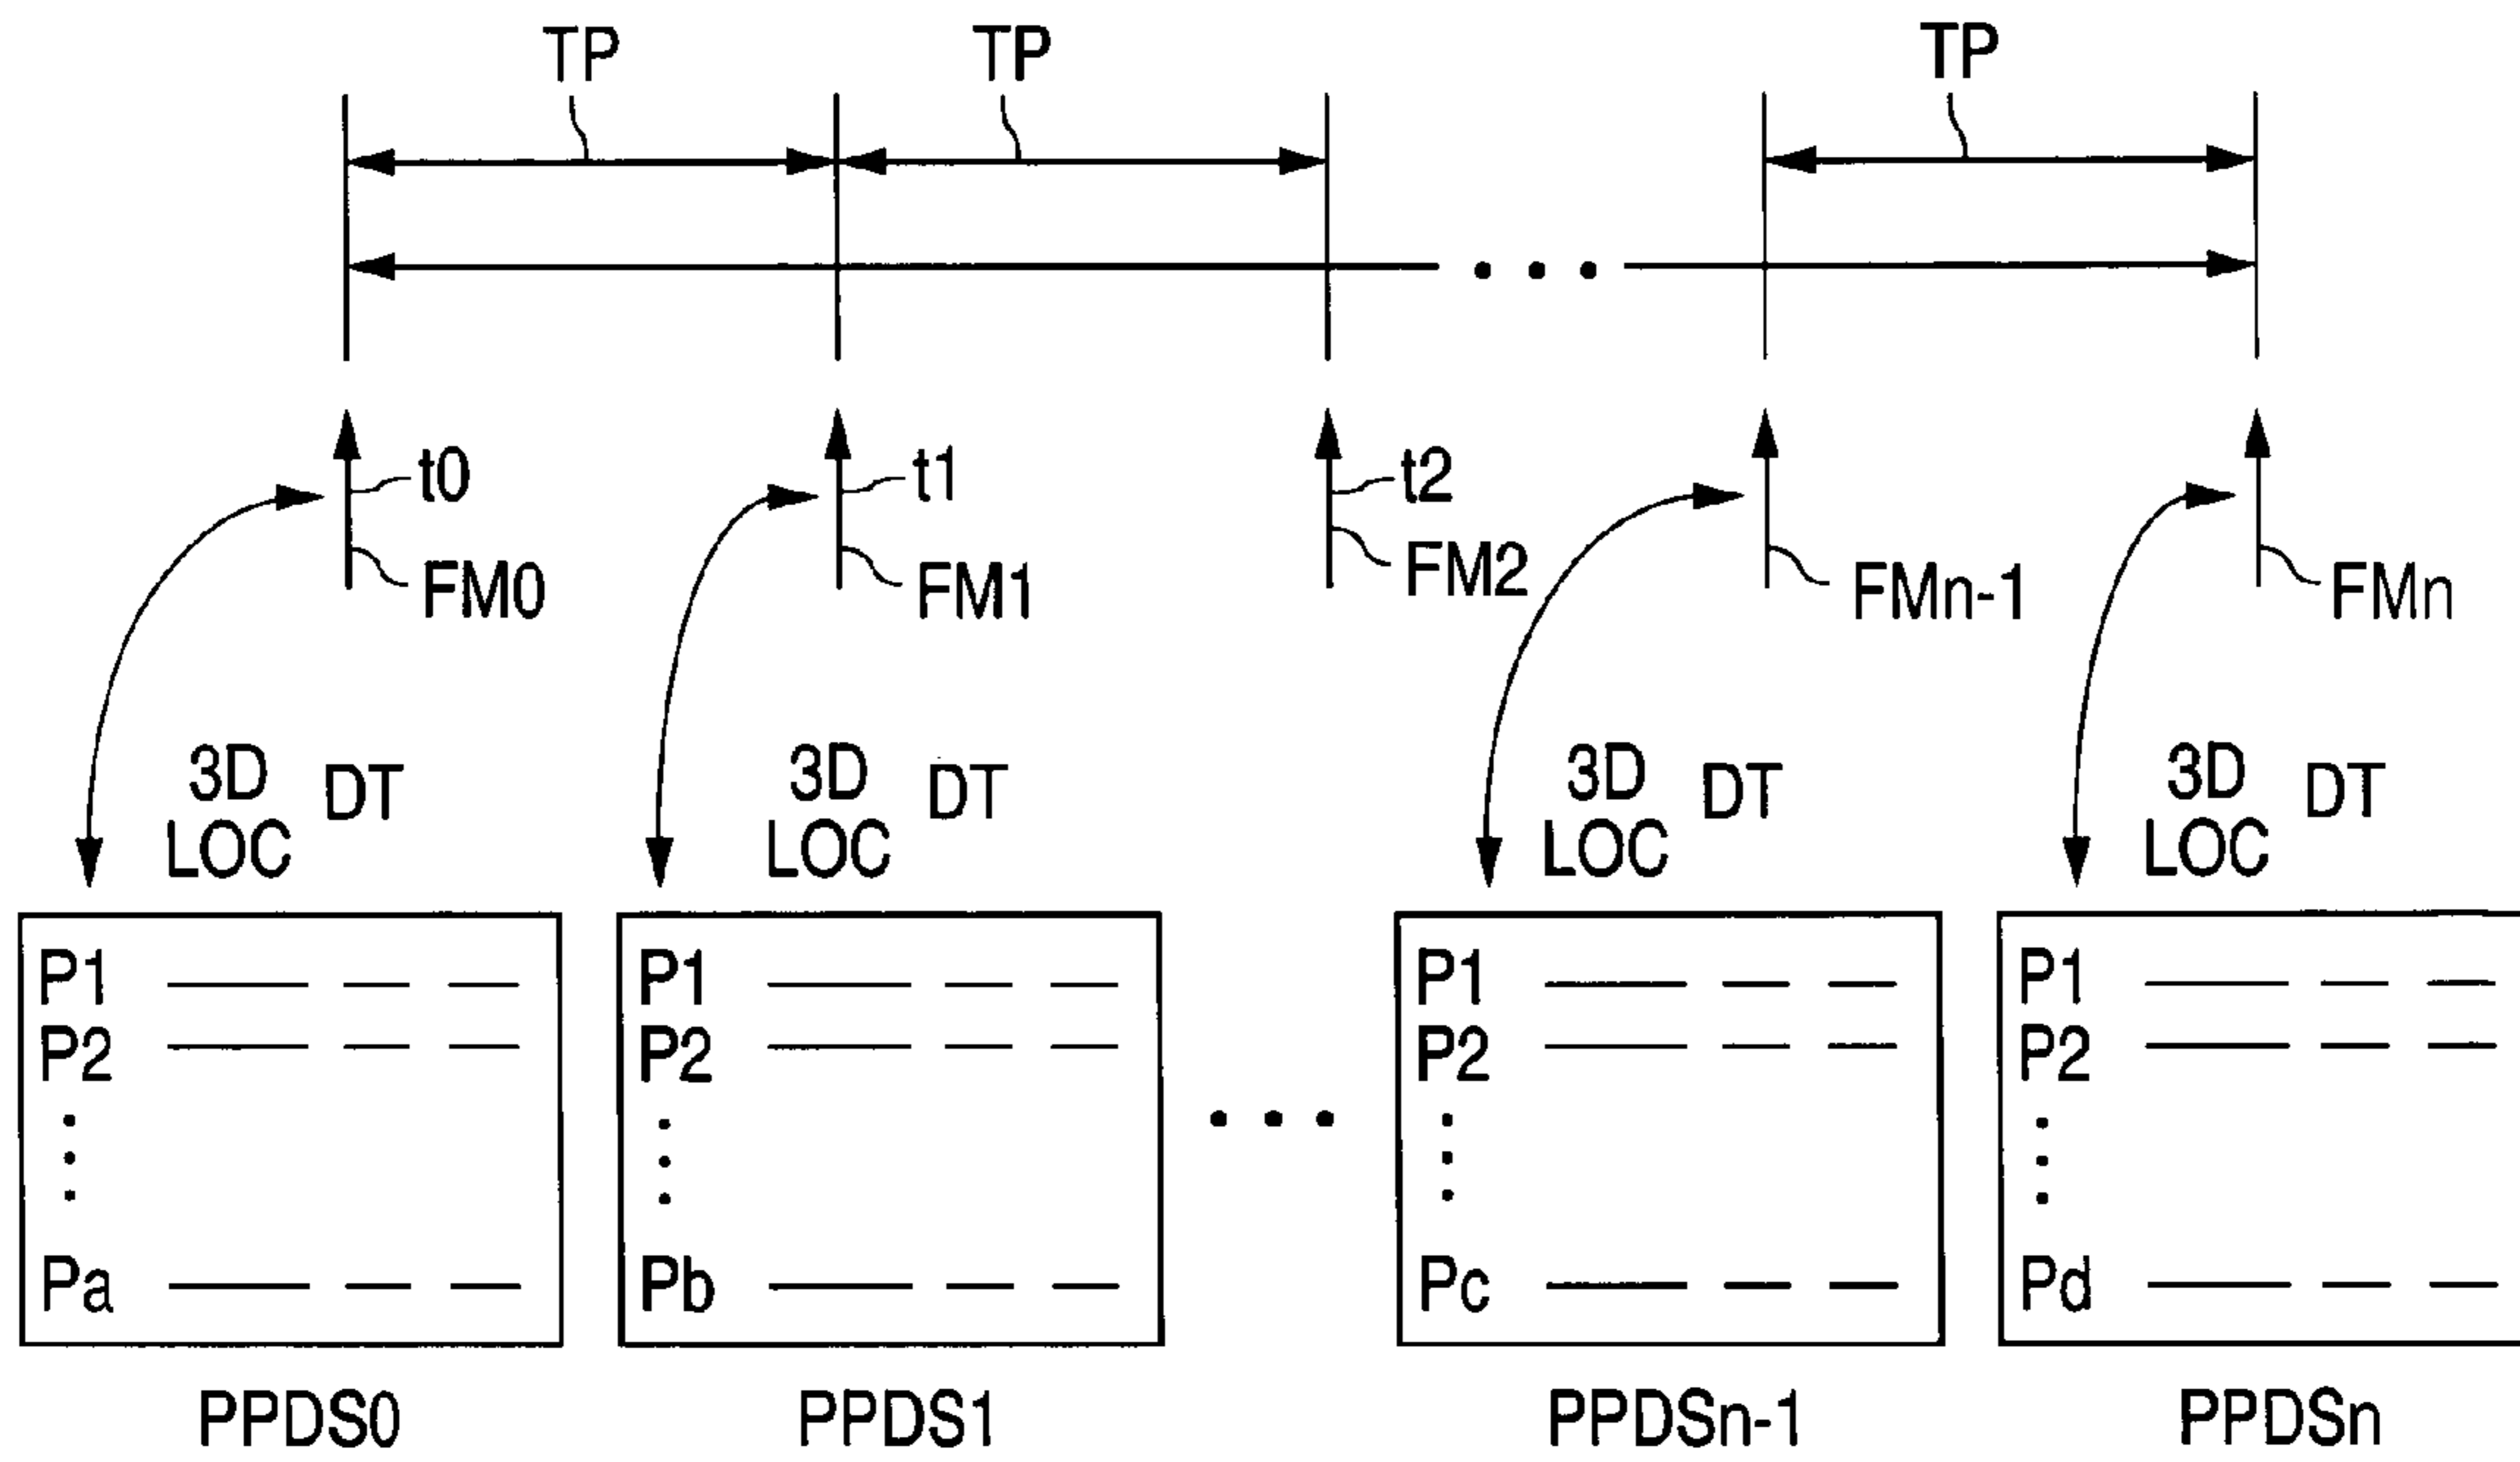 TP TP TP
t0 t1 t2
FM0 FM1 FM2 FMn-1 FMn
3D LOC DT 3D LOC DT 3D LOC DT 3D LOC DT
P1 P1 P1 P1
P2 P2 P2 P2
Pa Pb Pc Pd
PPDS0 PPDS1 PPDSn-1 PPDSn